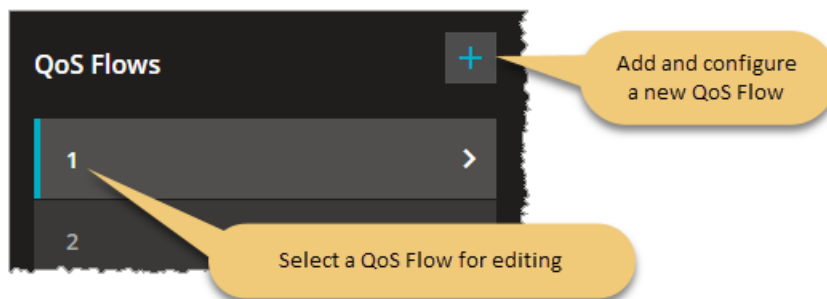 QoS Flows
+
Add and configure
a new QoS Flow
1
2
Select a QoS Flow for editing